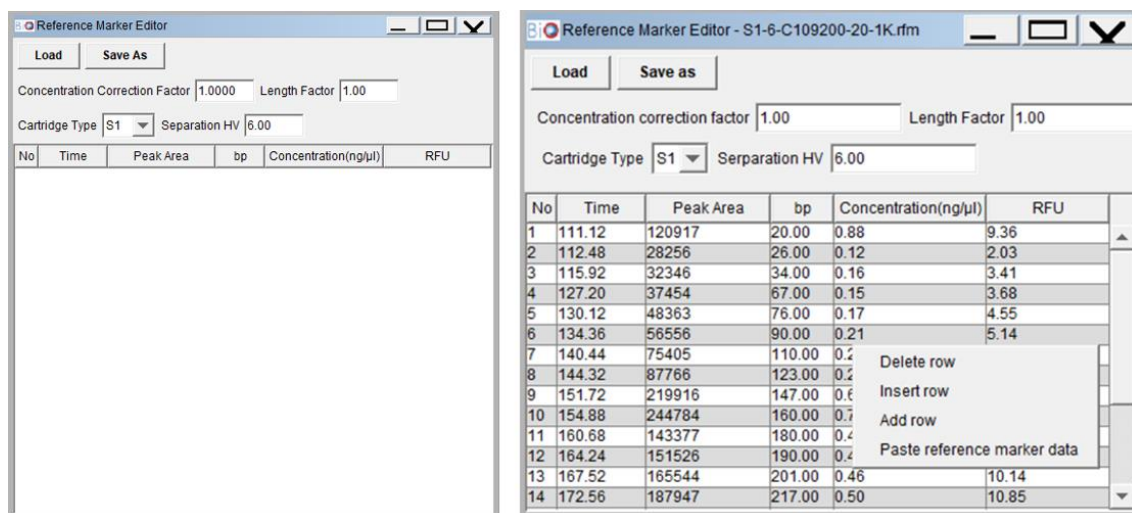 BiO Reference Marker Editor
Load Save As
Concentration Correction Factor 1.0000 Length Factor 1.00
Cartridge Type S1 Separation HV 6.00
No Time Peak Area bp Concentration(ng/µl) RFU
BiO Reference Marker Editor - S1-6-C109200-20-1K.rfm
Load Save as
Concentration correction factor 1.00 Length Factor 1.00
Cartridge Type S1 Serparation HV 6.00
No Time Peak Area bp Concentration(ng/µl) RFU
1 111.12 120917 20.00 0.88 9.36
2 112.48 28256 26.00 0.12 2.03
3 115.92 32346 34.00 0.16 3.41
4 127.20 37454 67.00 0.15 3.68
5 130.12 48363 76.00 0.17 4.55
6 134.36 56556 90.00 0.21 5.14
7 140.44 75405 110.00
8 144.32 87766 123.00
9 151.72 219916 147.00
10 154.88 244784 160.00
11 160.68 143377 180.00
12 164.24 151526 190.00
13 167.52 165544 201.00 0.46 10.14
14 172.56 187947 217.00 0.50 10.85
Delete row
Insert row
Add row
Paste reference marker data